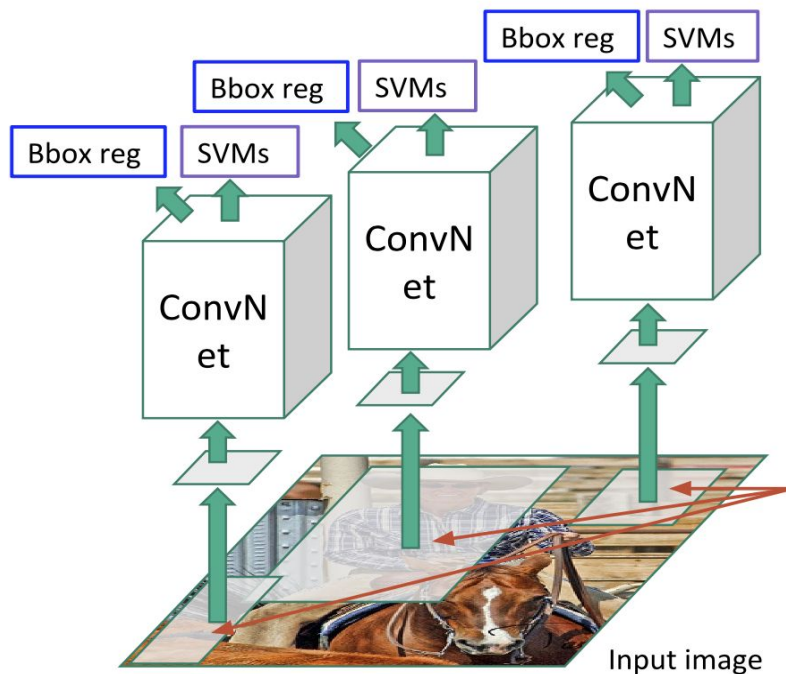 Bbox reg
SVMs
Bbox reg
SVMs
Bbox reg
SVMs
ConvN
et
ConvN
et
ConvN
et
Input image